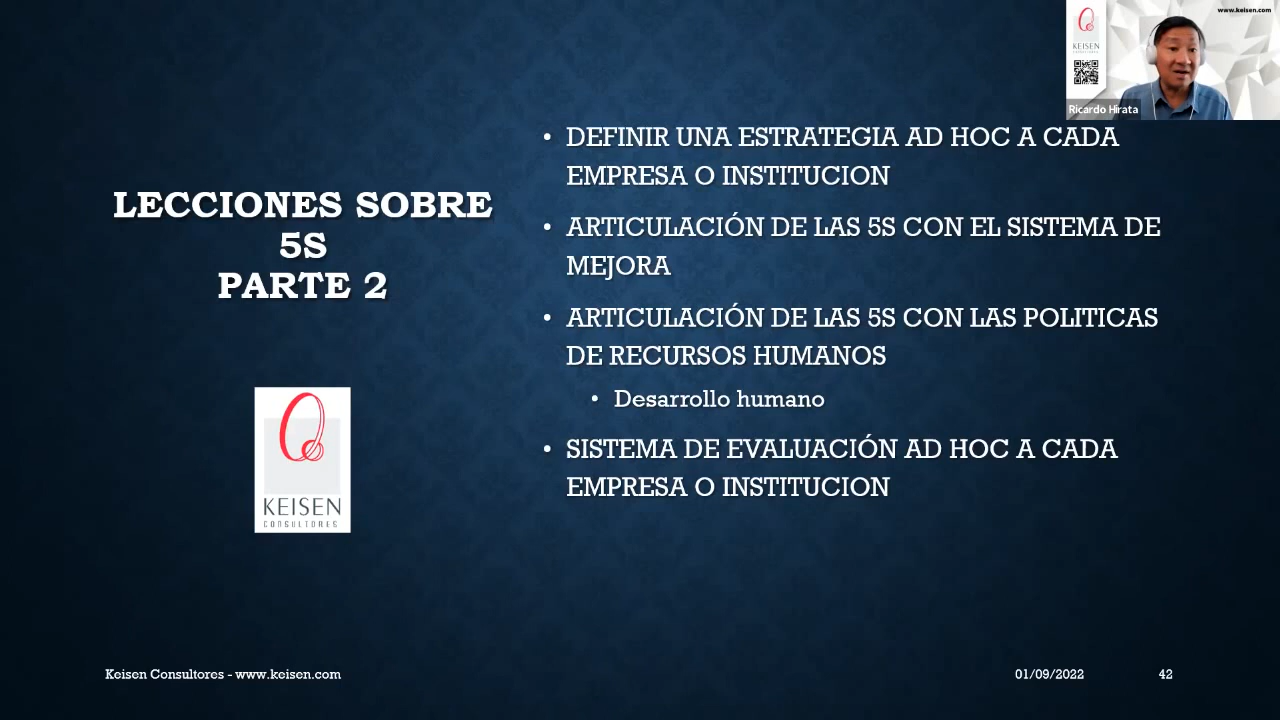 www.keisen.com
KEISEN
CONSULTORES
Ricardo Hirata
LECCIONES SOBRE
5S
PARTE 2
• DEFINIR UNA ESTRATEGIA AD HOC A CADA
EMPRESA O INSTITUCION
• ARTICULACIÓN DE LAS 5S CON EL SISTEMA DE
MEJORA
• ARTICULACIÓN DE LAS 5S CON LAS POLITICAS
DE RECURSOS HUMANOS
• Desarrollo humano
• SISTEMA DE EVALUACIÓN AD HOC A CADA
EMPRESA O INSTITUCION
KEISEN
CONSULTORES
Keisen Consultores - www.keisen.com
01/09/2022
42